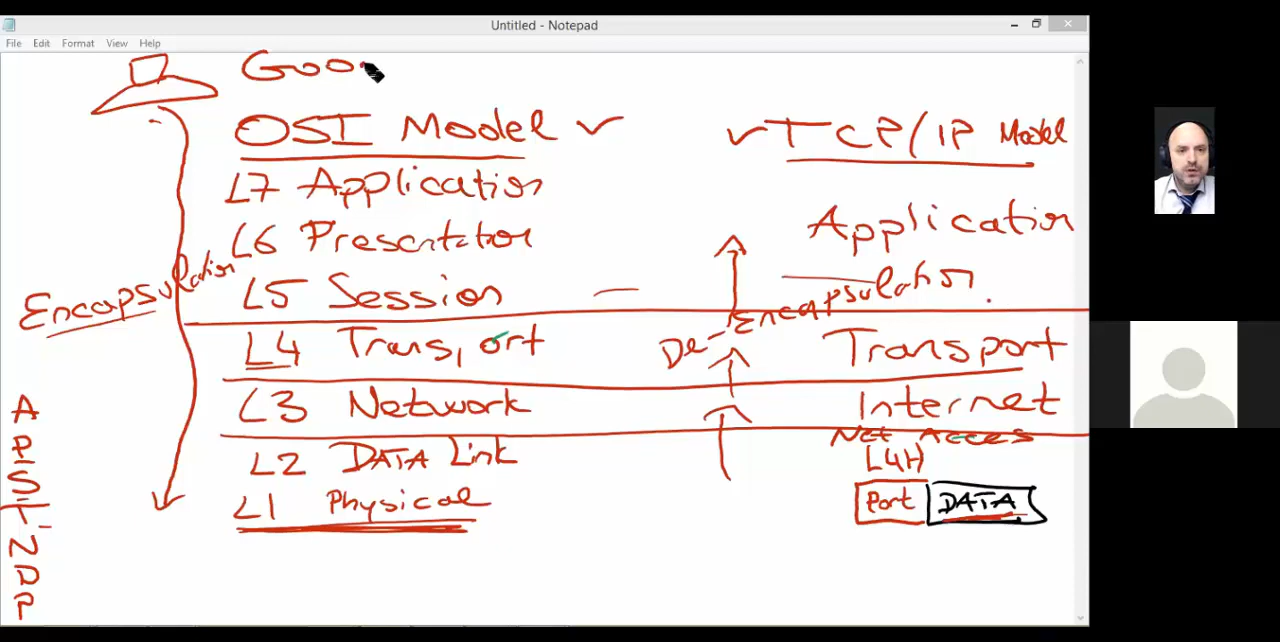 Untitled - Notepad
File Edit Format View Help
Goo
OSI Model ✓
✓ TCP/IP Model
L7 Application
L6 Presentation
Application
L5 Session
Encapsulation
De-Encapsulation.
L4 Transport
Transport
L3 Network
Internet
Net Acces
L2 DATA Link
L4H
L1 Physical
Port DATA
A
P
S
T
N
D
P